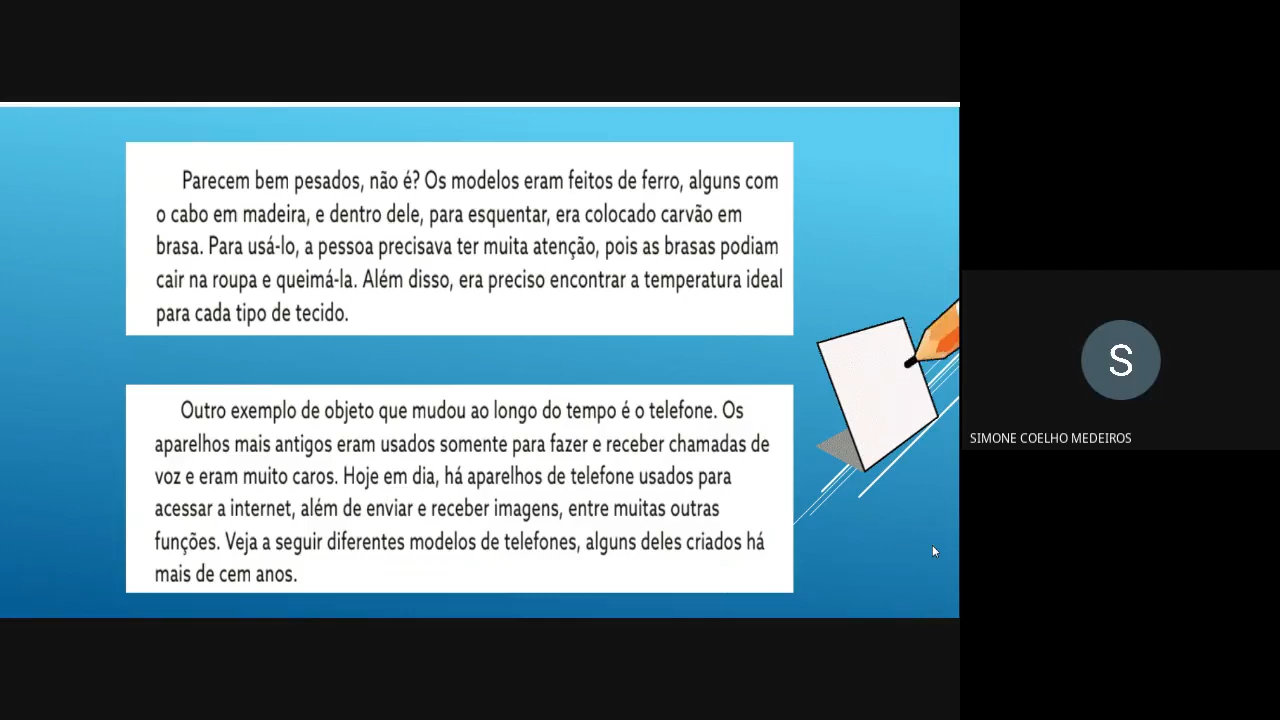 Parecem bem pesados, não é? Os modelos eram feitos de ferro, alguns com
o cabo em madeira, e dentro dele, para esquentar, era colocado carvão em
brasa. Para usá-lo, a pessoa precisava ter muita atenção, pois as brasas podiam
cair na roupa e queimá-la. Além disso, era preciso encontrar a temperatura ideal
para cada tipo de tecido.
Outro exemplo de objeto que mudou ao longo do tempo é o telefone. Os
aparelhos mais antigos eram usados somente para fazer e receber chamadas de
voz e eram muito caros. Hoje em dia, há aparelhos de telefone usados para
acessar a internet, além de enviar e receber imagens, entre muitas outras
funções. Veja a seguir diferentes modelos de telefones, alguns deles criados há
mais de cem anos.
S
SIMONE COELHO MEDEIROS